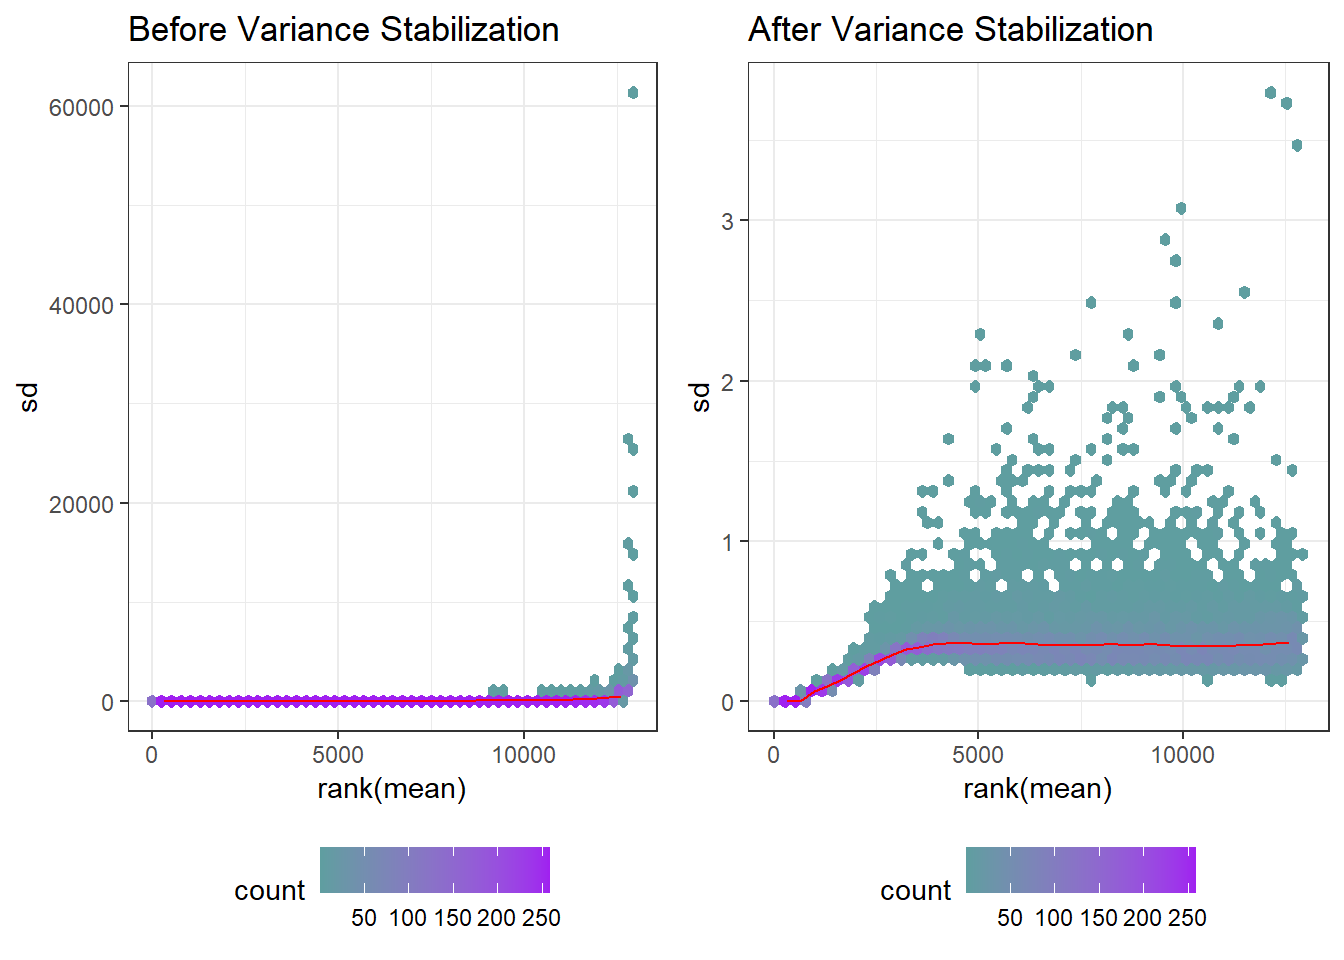 Before Variance Stabilization
60000
40000
20000
0
sd
0 5000 10000
rank(mean)
count
50 100 150 200 250
After Variance Stabilization
3
2
1
0
sd
0 5000 10000
rank(mean)
count
50 100 150 200 250